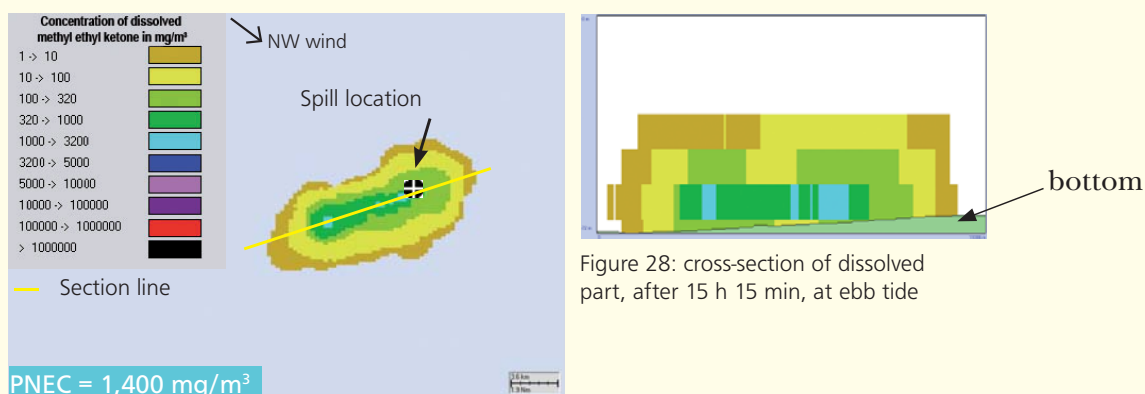 Concentration of dissolved
methyl ethyl ketone in mg/m³
1 -> 10
10 -> 100
100 -> 320
320 -> 1000
1000 -> 3200
3200 -> 5000
5000 -> 10000
10000 -> 100000
100000 -> 1000000
> 1000000
Section line
PNEC = 1,400 mg/m³
NW wind
Spill location
bottom
Figure 28: cross-section of dissolved
part, after 15 h 15 min, at ebb tide